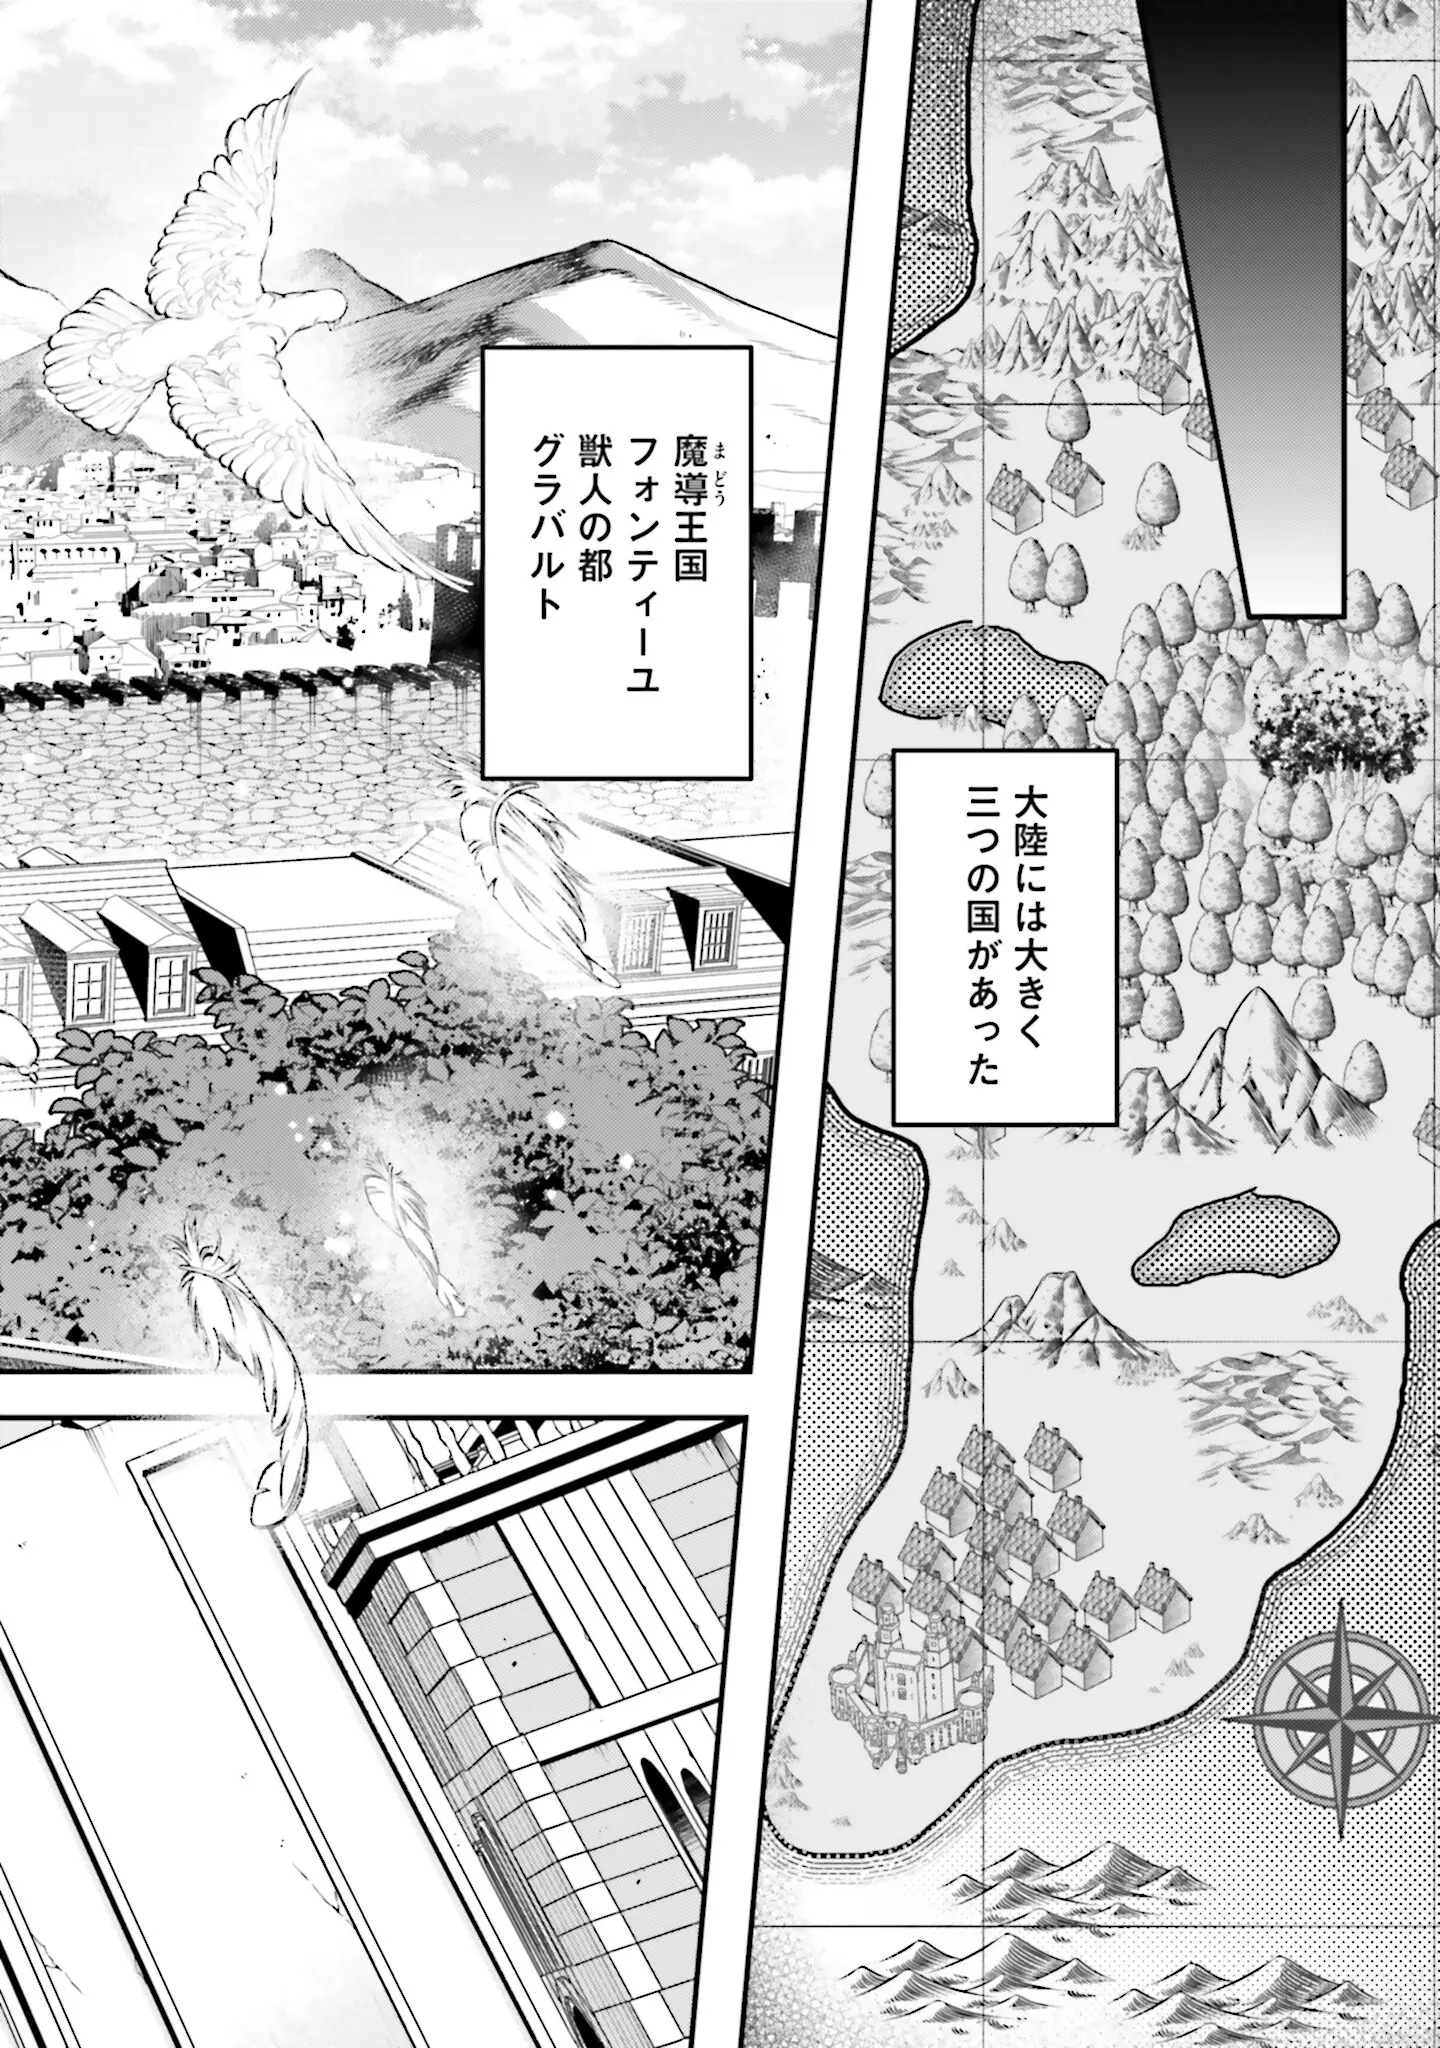 大陸には大きく
三つの国があった
魔導王国
まどう
フォンティーユ
獣人の都
グラバルト